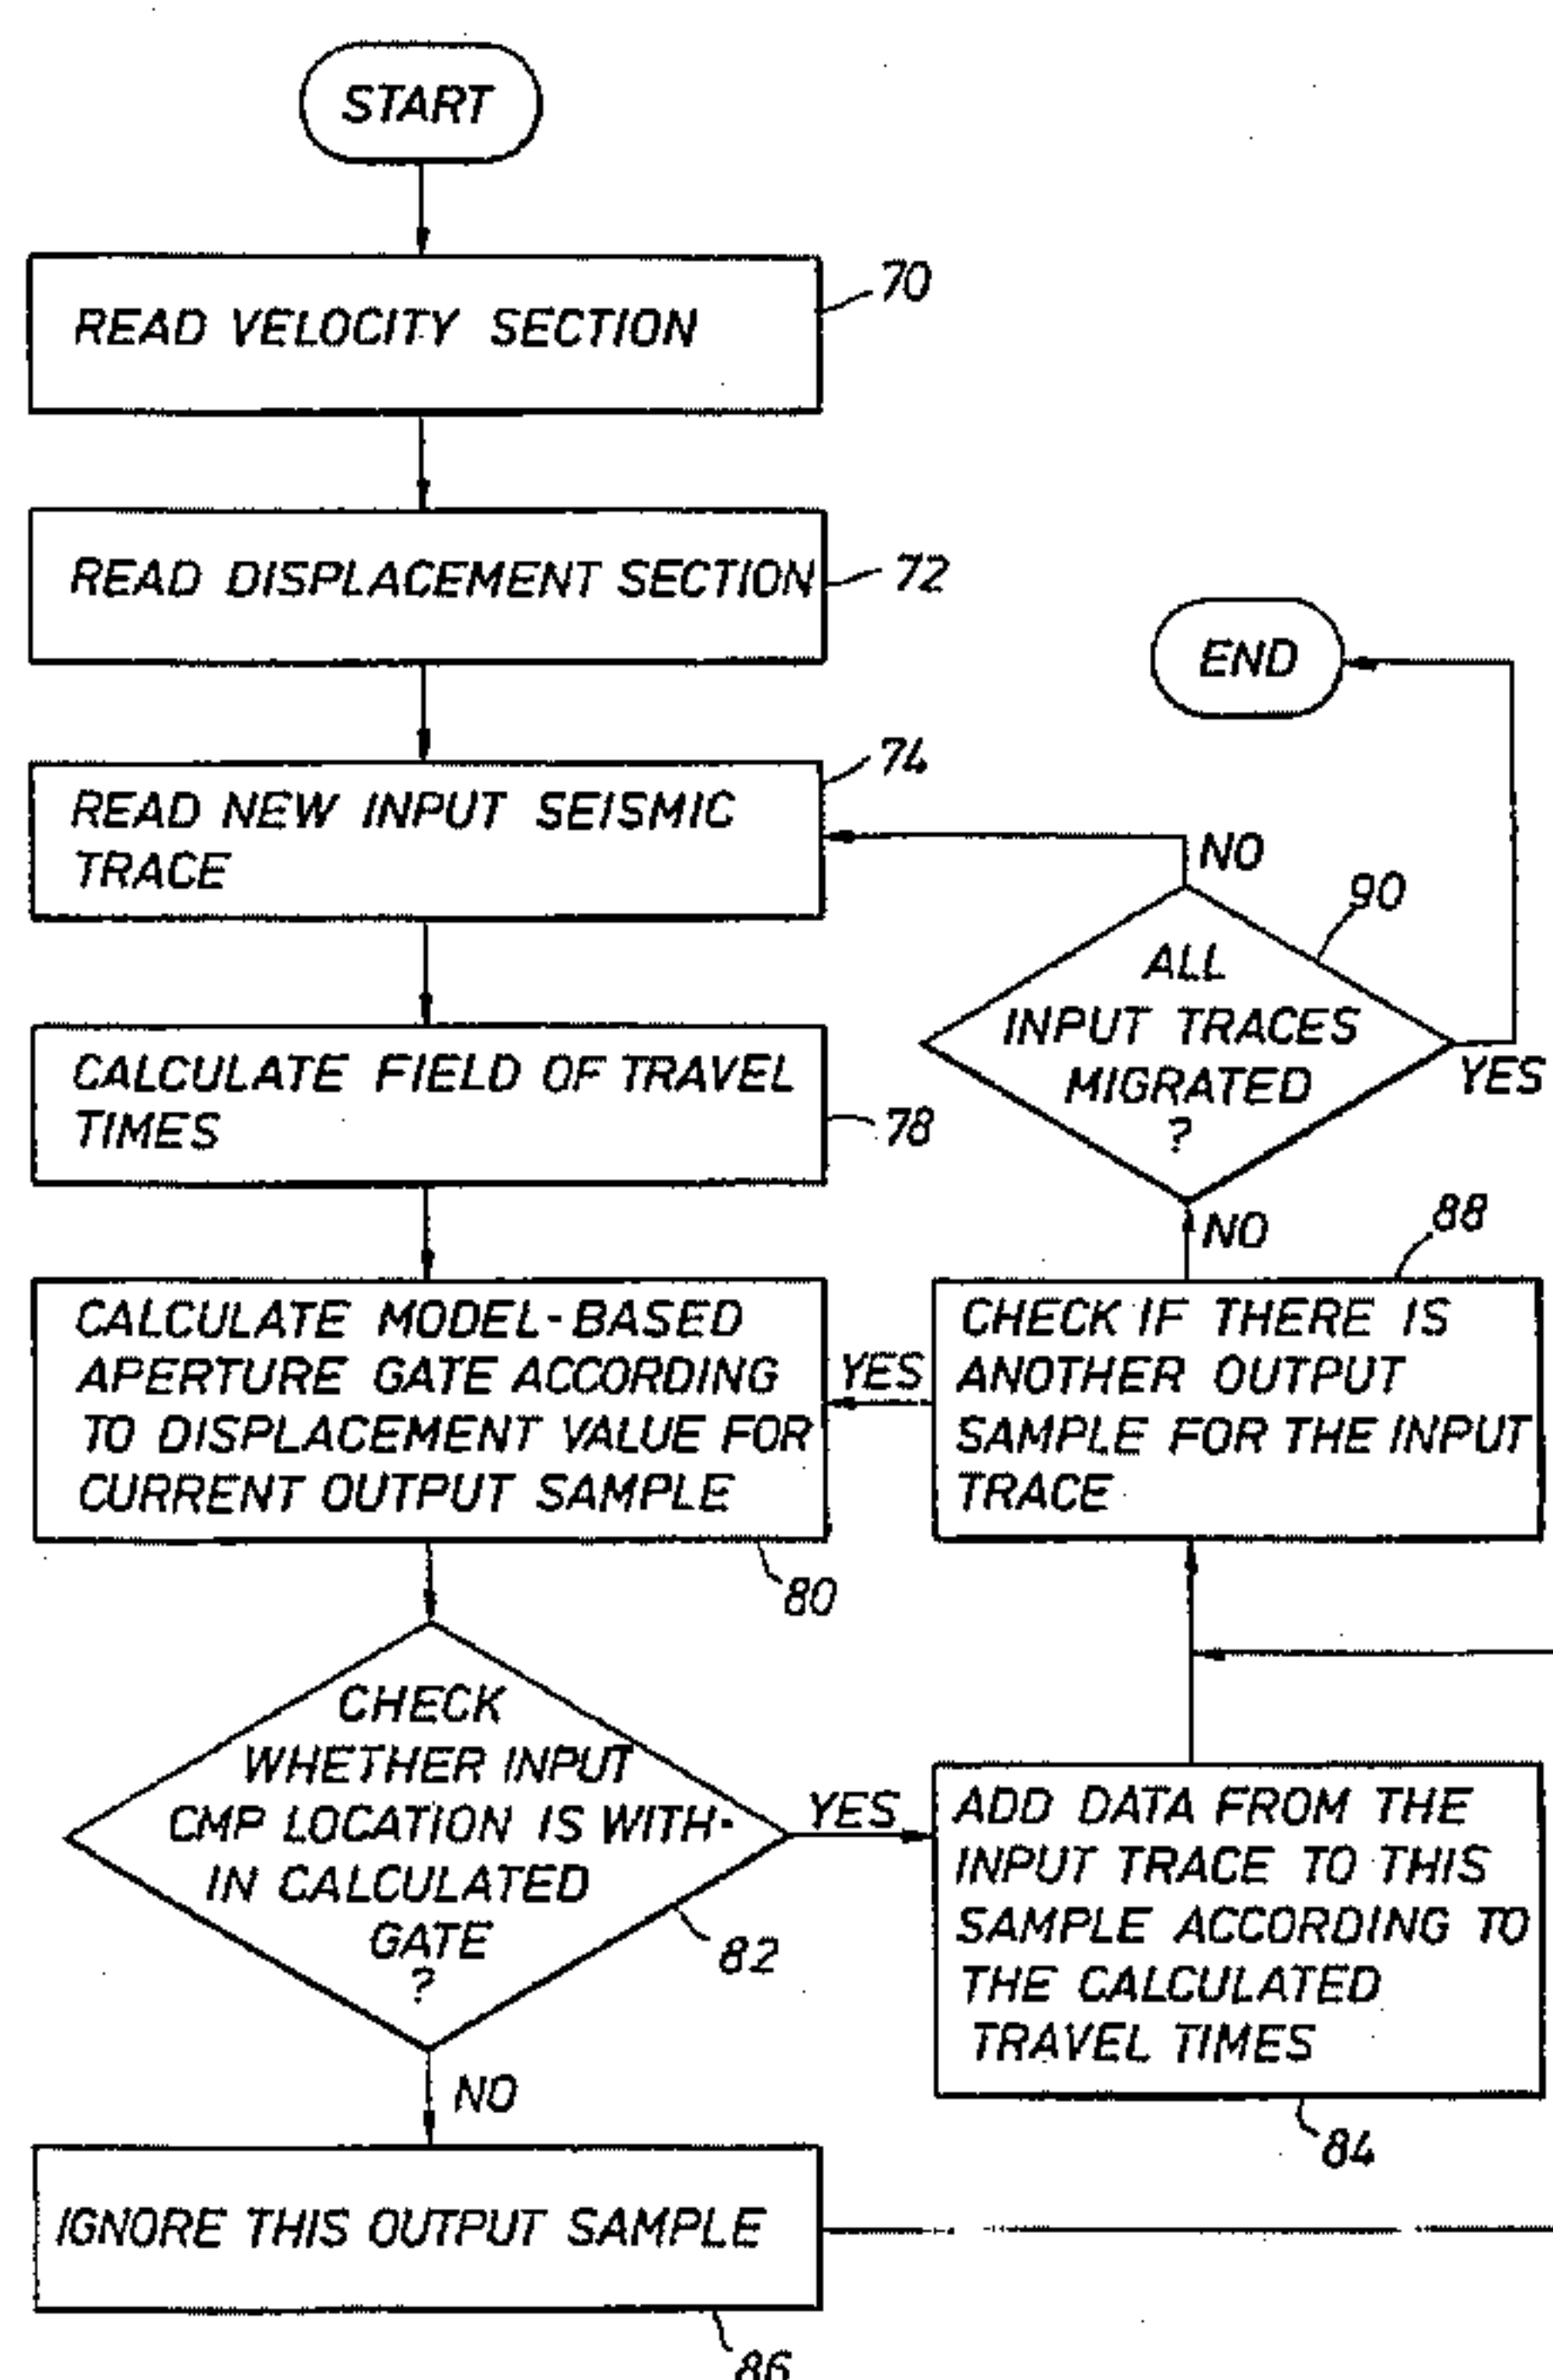 START
READ VELOCITY SECTION
70
READ DISPLACEMENT SECTION
72
READ NEW INPUT SEISMIC
TRACE
74
CALCULATE FIELD OF TRAVEL
TIMES
78
CALCULATE MODEL-BASED
APERTURE GATE ACCORDING
TO DISPLACEMENT VALUE FOR
CURRENT OUTPUT SAMPLE
80
CHECK
WHETHER INPUT
CMP LOCATION IS WITH-
IN CALCULATED
GATE
?
82
YES
NO
IGNORE THIS OUTPUT SAMPLE
86
ADD DATA FROM THE
INPUT TRACE TO THIS
SAMPLE ACCORDING TO
THE CALCULATED
TRAVEL TIMES
84
CHECK IF THERE IS
ANOTHER OUTPUT
SAMPLE FOR THE INPUT
TRACE
88
YES
NO
ALL
INPUT TRACES
MIGRATED
?
90
NO
YES
END